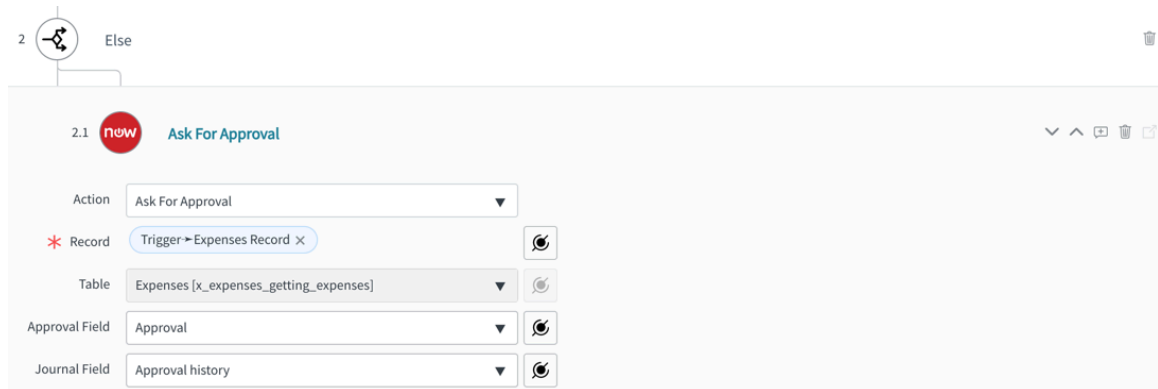 2 Else
2.1 now Ask For Approval
Action Ask For Approval
* Record Trigger➛Expenses Record ×
Table Expenses [x_expenses_getting_expenses]
Approval Field Approval
Journal Field Approval history